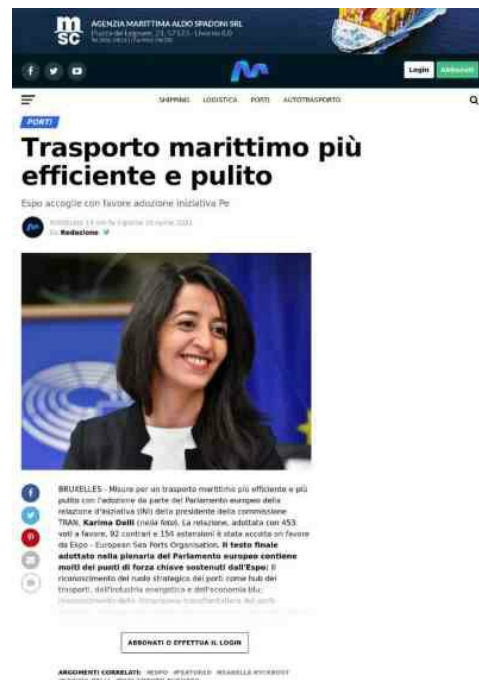 msc
AGENZIA MARITTIMA ALDO SPADONI SRL
Login
Abbonati
SHIPPING LOGISTICA PORTI AUTOTRASPORTO
PORTI
Trasporto marittimo più
efficiente e pulito
Espo accoglie con favore adozione iniziativa Pe
Redazione
BRUXELLES - Misure per un trasporto marittimo più efficiente e più
pulito con l'adozione da parte del Parlamento europeo della
relazione d'iniziativa (INI) della presidente della commissione
TRAN, Karima Delli (nella foto). La relazione, adottata con 453
voti a favore, 92 contrari e 154 astensioni è stata accolta on favore
da Espo - European Sea Ports Organisation. Il testo finale
adottato nella plenaria del Parlamento europeo contiene
molti dei punti di forza chiave sostenuti dall'Espo: il
riconoscimento del ruolo strategico dei porti come hub dei
trasporti, dell'industria energetica e dell'economia blu;
ABBONATI O EFFETTUA IL LOGIN
ARGOMENTI CORRELATI: #ESPO #FEATURED